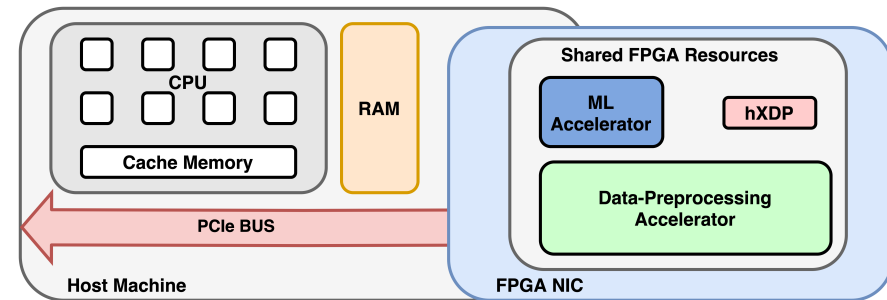 CPU
Cache Memory
RAM
PCIe BUS
Host Machine
Shared FPGA Resources
ML
Accelerator
hXDP
Data-Preprocessing
Accelerator
FPGA NIC